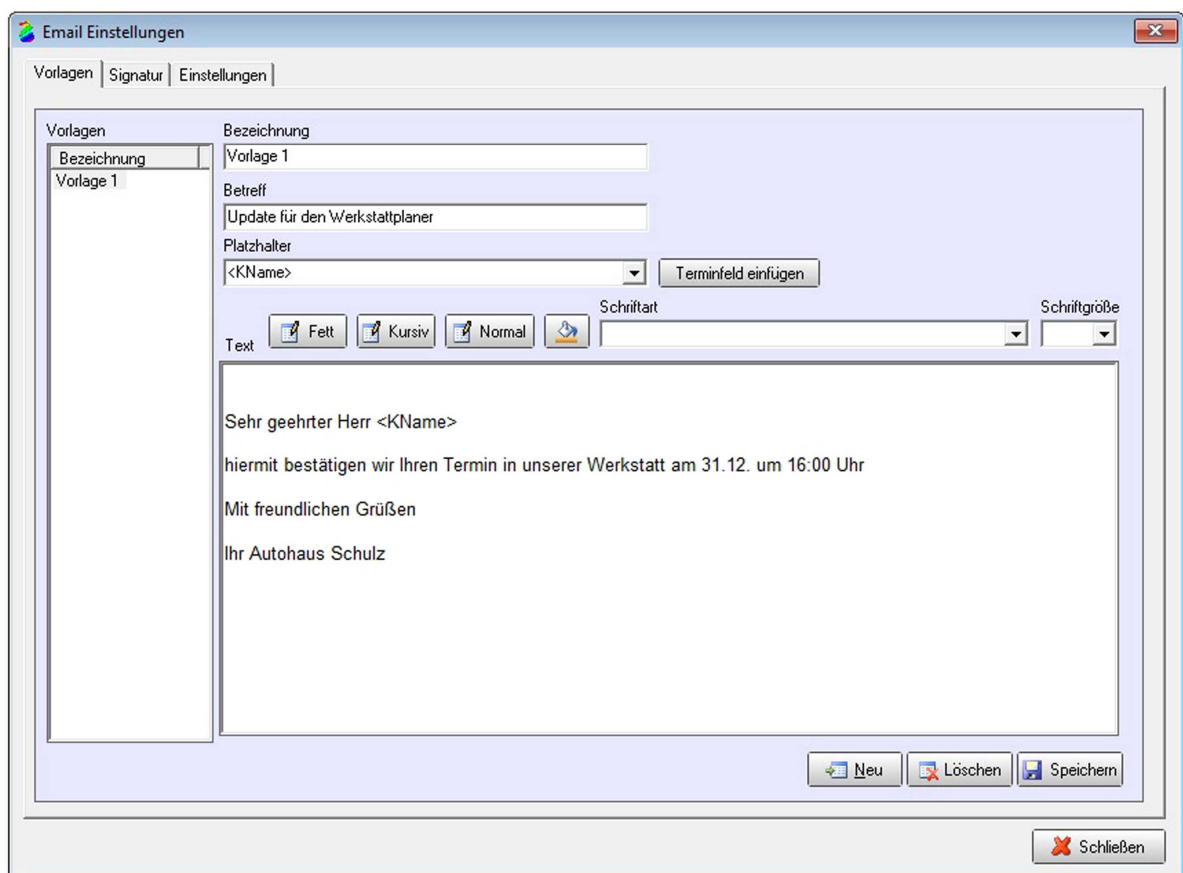 Email Einstellungen
Vorlagen Signatur Einstellungen
Vorlagen
Bezeichnung
Vorlage 1
Bezeichnung
Vorlage 1
Betreff
Update für den Werkstattplaner
Platzhalter
<KName> Terminfeld einfügen
Text Fett Kursiv Normal
Schriftart
Schriftgröße
Sehr geehrter Herr <KName>
hiermit bestätigen wir Ihren Termin in unserer Werkstatt am 31.12. um 16:00 Uhr
Mit freundlichen Grüßen
Ihr Autohaus Schulz
Neu Löschen Speichern
Schließen